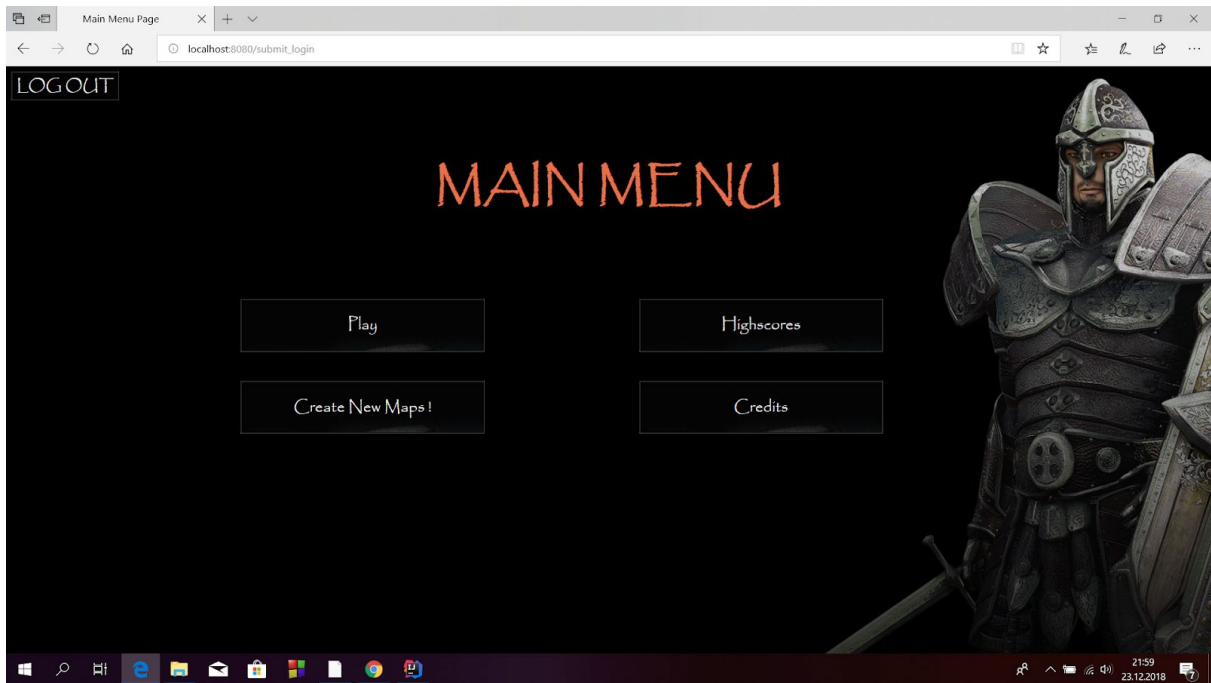 Main Menu Page
localhost:8080/submit_login
LOG OUT
MAIN MENU
Play
Highscores
Create New Maps !
Credits
21:59
23.12.2018
7